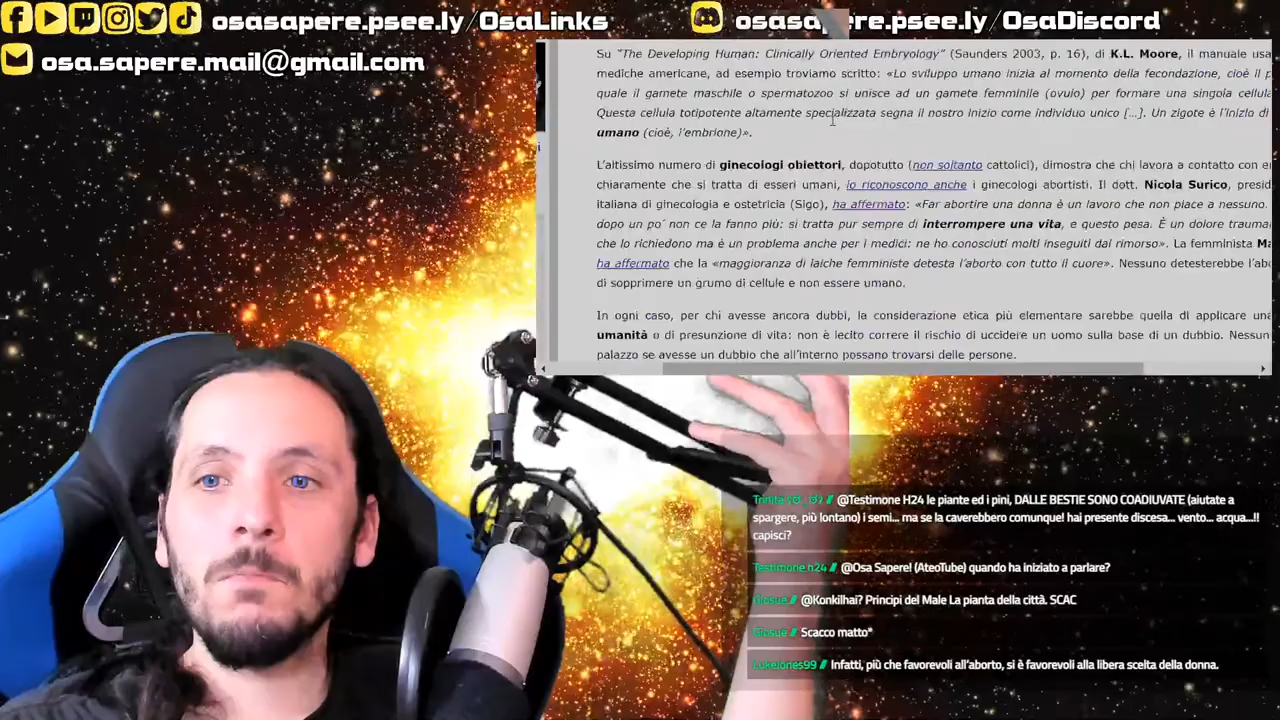 osasapere.psee.ly/OsaLinks
osasapere.psee.ly/OsaDiscord
osa.sapere.mail@gmail.com
Su "The Developing Human: Clinically Oriented Embryology" (Saunders 2003, p. 16), di K.L. Moore, il manuale usa
mediche americane, ad esempio troviamo scritto: «Lo sviluppo umano inizia al momento della fecondazione, cioè il p
quale il gamete maschile o spermatozoo si unisce ad un gamete femminile (ovulo) per formare una singola cellula
Questa cellula totipotente altamente specializzata segna il nostro inizio come individuo unico [...]. Un zigote è l'inizio di
umano (cioè, l'embrione)».
L'altissimo numero di ginecologi obiettori, dopotutto (non soltanto cattolici), dimostra che chi lavora a contatto con e
chiaramente che si tratta di esseri umani, lo riconoscono anche i ginecologi abortisti. Il dott. Nicola Surico, presid
italiana di ginecologia e ostetricia (Sigo), ha affermato: «Far abortire una donna è un lavoro che non piace a nessuno.
dopo un po' non ce la fanno più: si tratta pur sempre di interrompere una vita, e questo pesa. È un dolore trauma
che lo richiedono ma è un problema anche per i medici: ne ho conosciuti molti inseguiti dal rimorso». La femminista Ma
ha affermato che la «maggioranza di laiche femministe detesta l'aborto con tutto il cuore». Nessuno detesterebbe l'abo
di sopprimere un grumo di cellule e non essere umano.
In ogni caso, per chi avesse ancora dubbi, la considerazione etica più elementare sarebbe quella di applicare una
umanità o di presunzione di vita: non è lecito correre il rischio di uccidere un uomo sulla base di un dubbio. Nessun
palazzo se avesse un dubbio che all'interno possano trovarsi delle persone.
@Testimone H24 le piante ed i pini, DALLE BESTIE SONO COADIUVATE (aiutate a
spargere, più lontano) i semi... ma se la caverebbero comunque! hai presente discesa... vento... acqua...!!
capisci?
Testimone h24 // @Osa Sapere! (AteoTube) quando ha iniziato a parlare?
Giosuè // @Konkilhai? Principi del Male La pianta della città. SCAC
Giosuè // Scacco matto*
LukeJones99 // Infatti, più che favorevoli all'aborto, si è favorevoli alla libera scelta della donna.